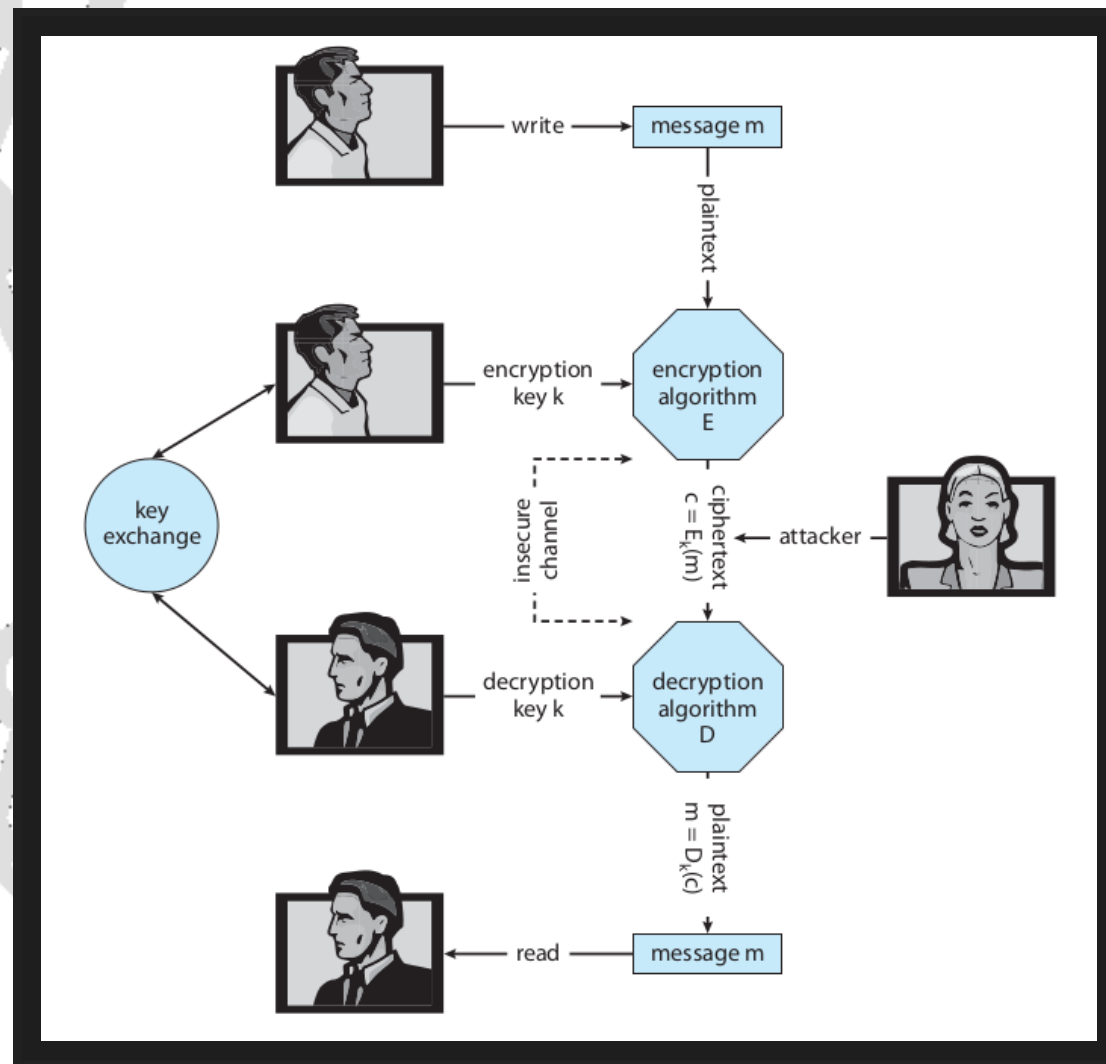 write
message m
plaintext
encryption
key k
encryption
algorithm
E
key
exchange
insecure
channel
ciphertext
c = Eₖ(m)
attacker
decryption
key k
decryption
algorithm
D
plaintext
m = Dₖ(c)
read
message m